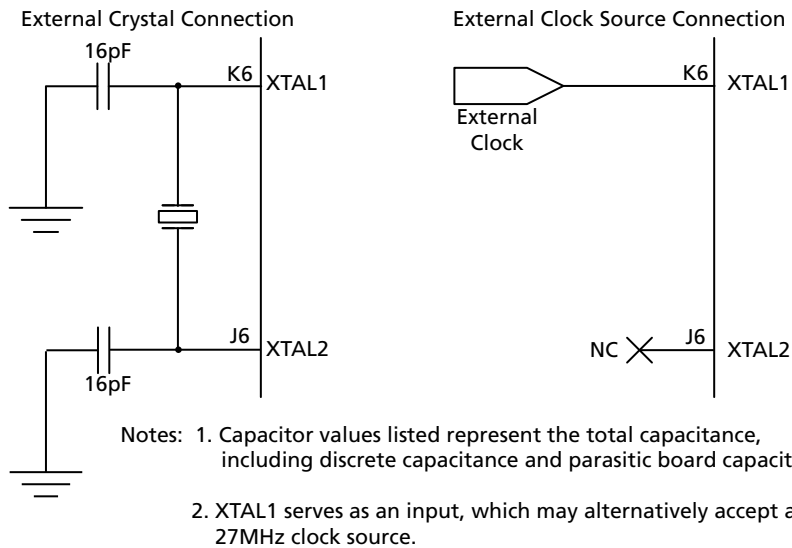 External Crystal Connection
16pF
K6
XTAL1
J6
XTAL2
16pF
External Clock Source Connection
K6
XTAL1
External
Clock
NC
J6
XTAL2
Notes: 1. Capacitor values listed represent the total capacitance,
including discrete capacitance and parasitic board
2. XTAL1 serves as an input, which may alternatively accept a
27MHz clock source.